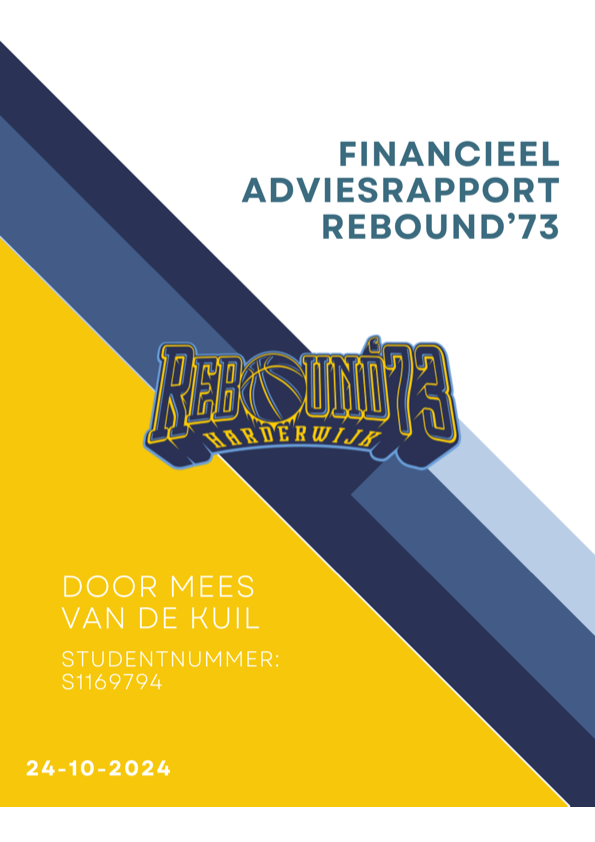 FINANCIEEL
ADVIESRAPPORT
REBOUND’73
REBOUND’73
HARDERWIJK
DOOR MEES
VAN DE KUIL
STUDENTNUMMER:
S1169794
24-10-2024